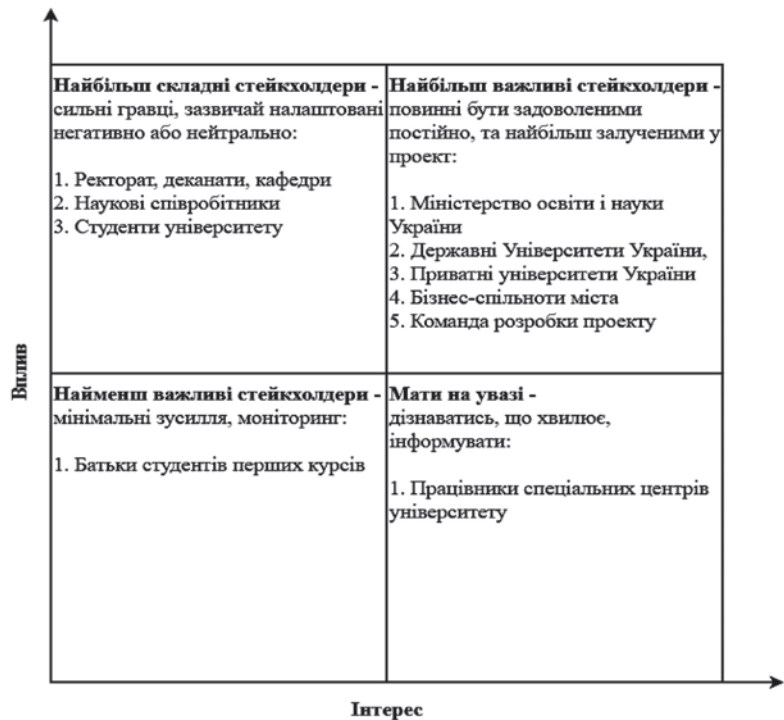 Найбільш складні стейкхолдери -
сильні гравці, зазвичай налаштовані
негативно або нейтрально:
1. Ректорат, деканати, кафедри
2. Наукові співробітники
3. Студенти університету
Найбільш важливі стейкхолдери -
повинні бути задоволеними
постійно, та найбільш залученими у
проект:
1. Міністерство освіти і науки
України
2. Державні Університети України,
3. Приватні університети України
4. Бізнес-спільноти міста
5. Команда розробки проекту
Вплив
Найменш важливі стейкхолдери -
мінімальні зусилля, моніторинг:
1. Батьки студентів перших курсів
Мати на увазі -
дізнаватись, що хвилює,
інформувати:
1. Працівники спеціальних центрів
університету
Інтерес